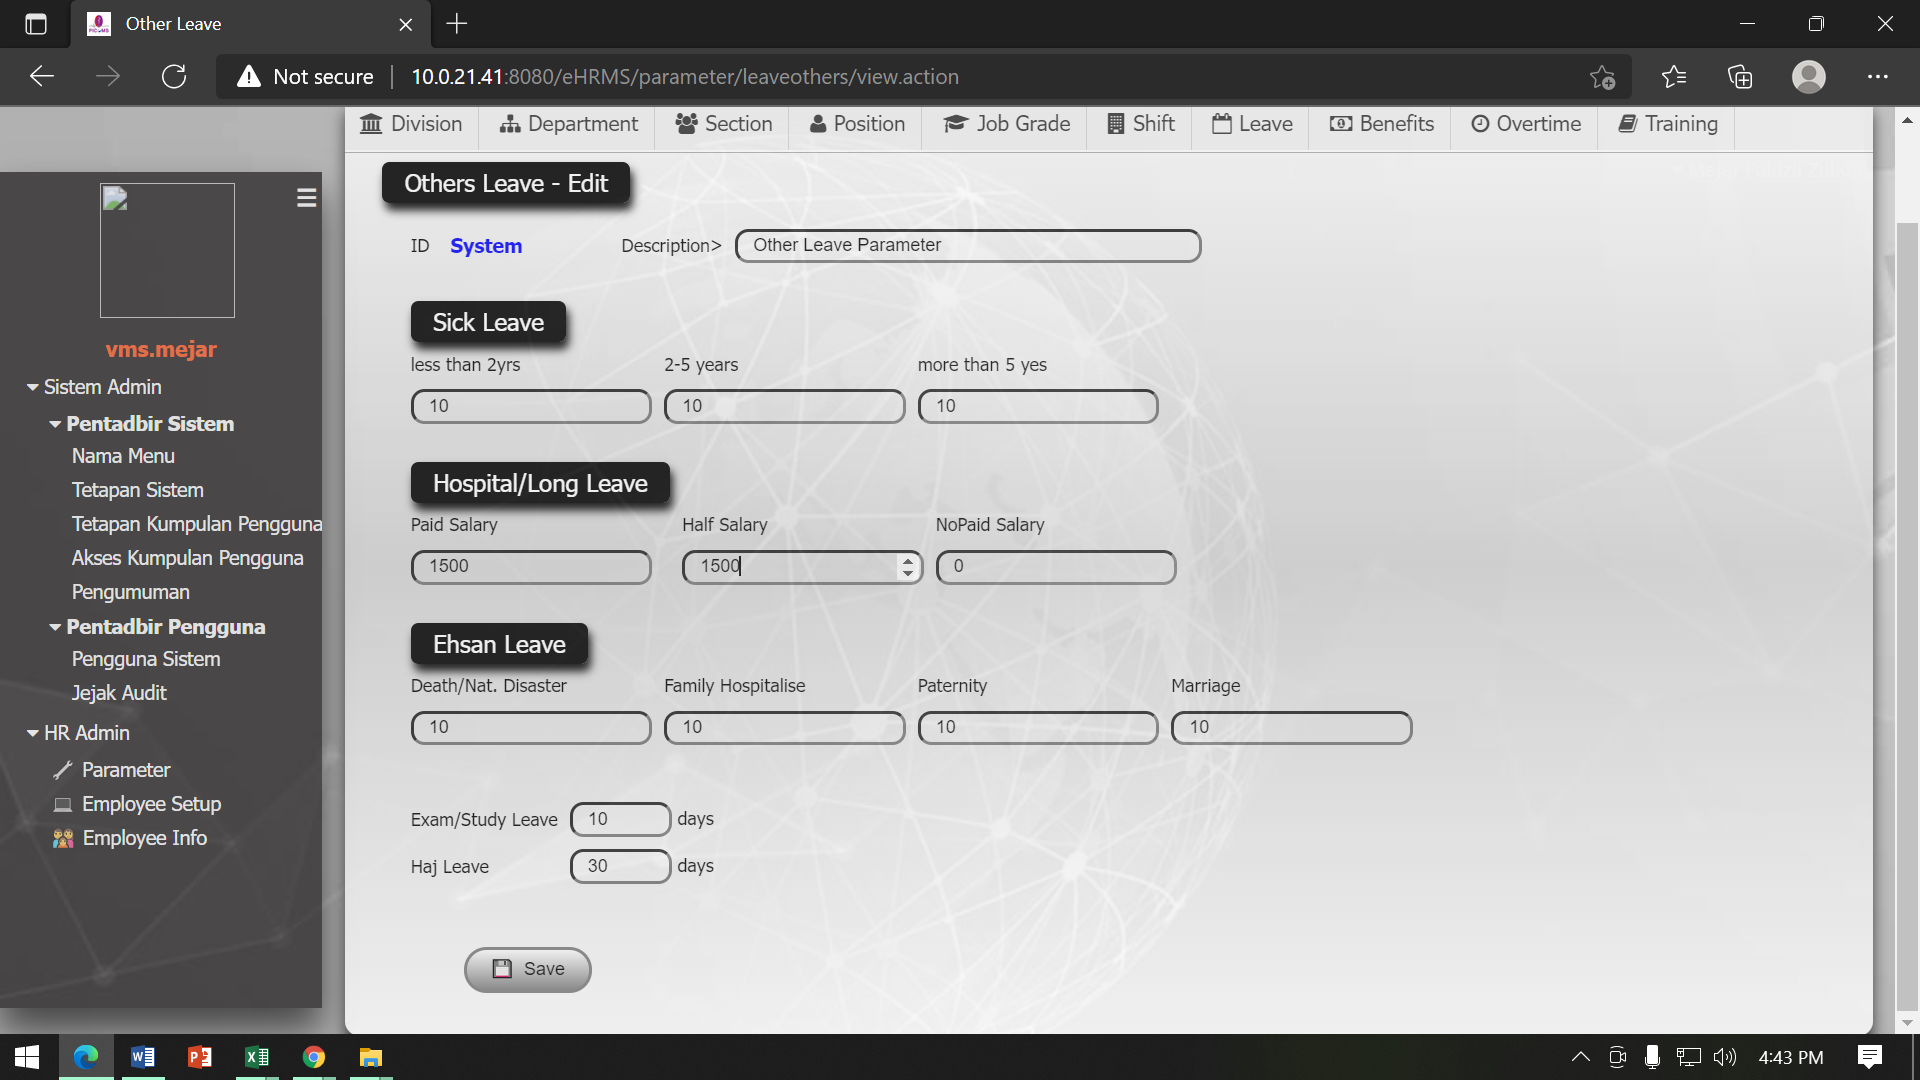 Other Leave
Not secure
10.0.21.41:8080/eHRMS/parameter/leaveothers/view.action
Division Department Section Position Job Grade Shift Leave Benefits Overtime Training
Others Leave - Edit
ID System Description> Other Leave Parameter
Sick Leave
less than 2yrs 2-5 years more than 5 yes
10 10 10
Hospital/Long Leave
Paid Salary Half Salary NoPaid Salary
1500 1500 0
Ehsan Leave
Death/Nat. Disaster Family Hospitalise Paternity Marriage
10 10 10 10
Exam/Study Leave 10 days
Haj Leave 30 days
Save
vms.mejar
Sistem Admin
Pentadbir Sistem
Nama Menu
Tetapan Sistem
Tetapan Kumpulan Pengguna
Akses Kumpulan Pengguna
Pengumuman
Pentadbir Pengguna
Pengguna Sistem
Jejak Audit
HR Admin
Parameter
Employee Setup
Employee Info
4:43 PM